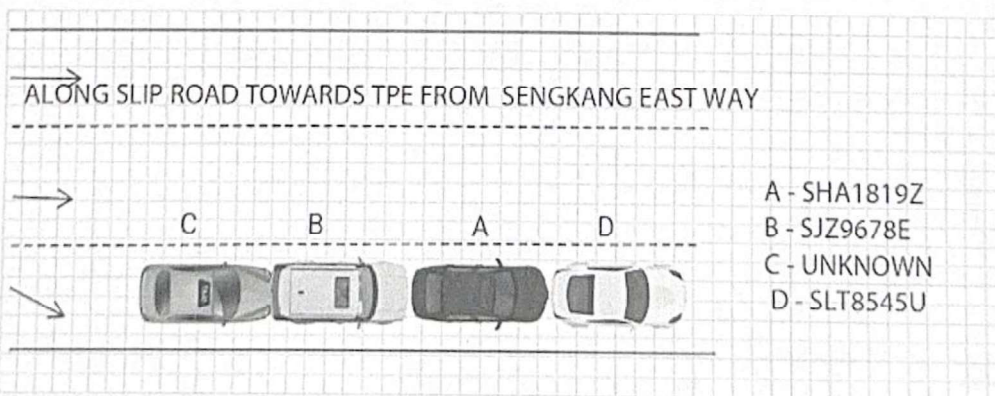 ALONG SLIP ROAD TOWARDS TPE FROM SENGKANG EAST WAY
C B A D
A - SHA1819Z
B - SJZ9678E
C - UNKNOWN
D - SLT8545U